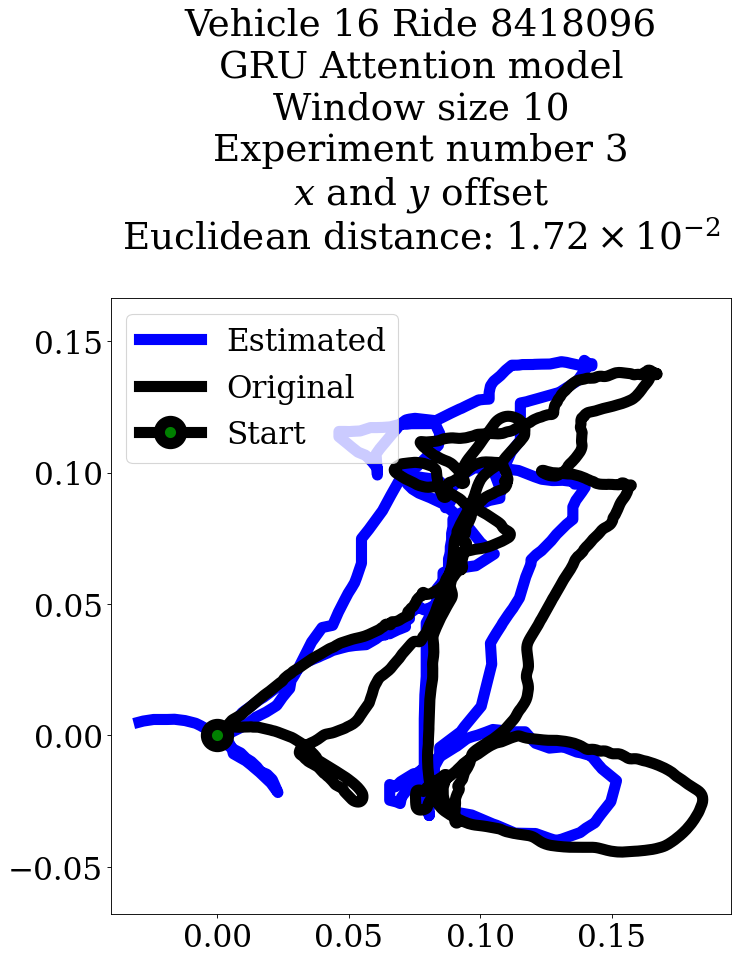 Vehicle 16 Ride 8418096
GRU Attention model
Window size 10
Experiment number 3
x and y offset
Euclidean distance: 1.72 × 10⁻²
Estimated
Original
Start
0.15
0.10
0.05
0.00
−0.05
0.00 0.05 0.10 0.15